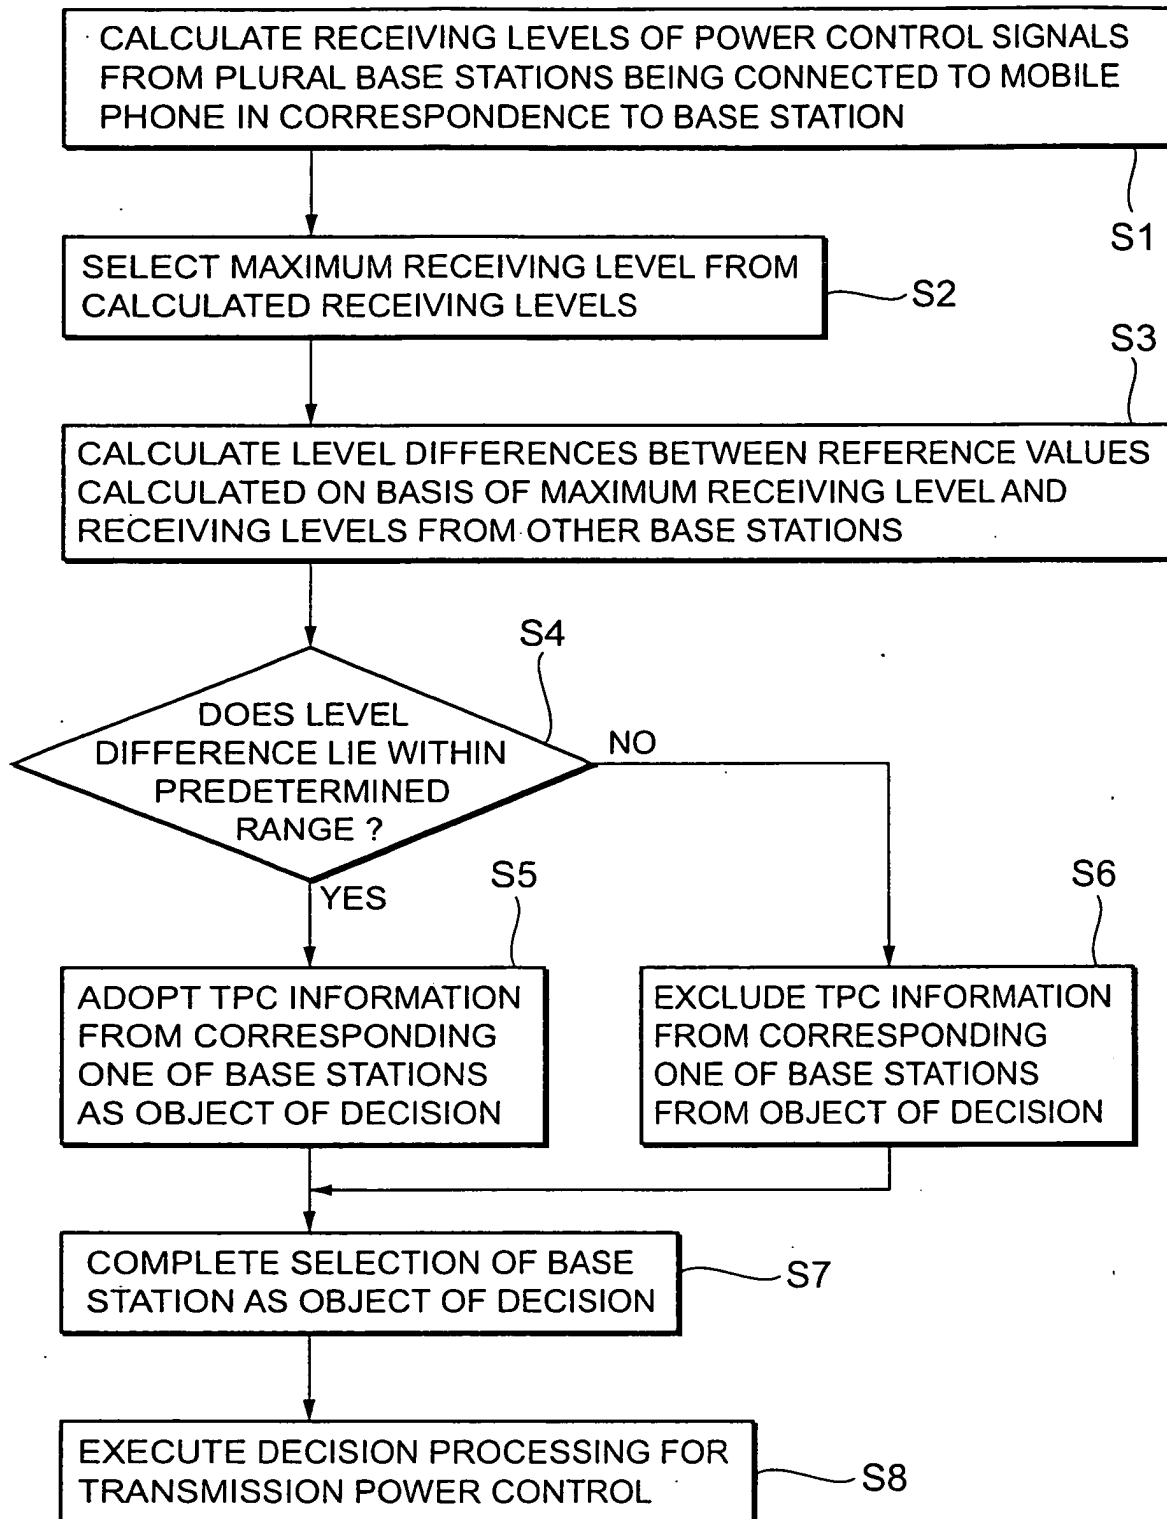 CALCULATE RECEIVING LEVELS OF POWER CONTROL SIGNALS
FROM PLURAL BASE STATIONS BEING CONNECTED TO MOBILE
PHONE IN CORRESPONDENCE TO BASE STATION
S1
SELECT MAXIMUM RECEIVING LEVEL FROM
CALCULATED RECEIVING LEVELS
S2
S3
CALCULATE LEVEL DIFFERENCES BETWEEN REFERENCE VALUES
CALCULATED ON BASIS OF MAXIMUM RECEIVING LEVEL AND
RECEIVING LEVELS FROM OTHER BASE STATIONS
S4
DOES LEVEL
DIFFERENCE LIE WITHIN
PREDETERMINED
RANGE ?
NO
YES
S5
S6
ADOPT TPC INFORMATION
FROM CORRESPONDING
ONE OF BASE STATIONS
AS OBJECT OF DECISION
EXCLUDE TPC INFORMATION
FROM CORRESPONDING
ONE OF BASE STATIONS
FROM OBJECT OF DECISION
COMPLETE SELECTION OF BASE
STATION AS OBJECT OF DECISION
S7
EXECUTE DECISION PROCESSING FOR
TRANSMISSION POWER CONTROL
S8